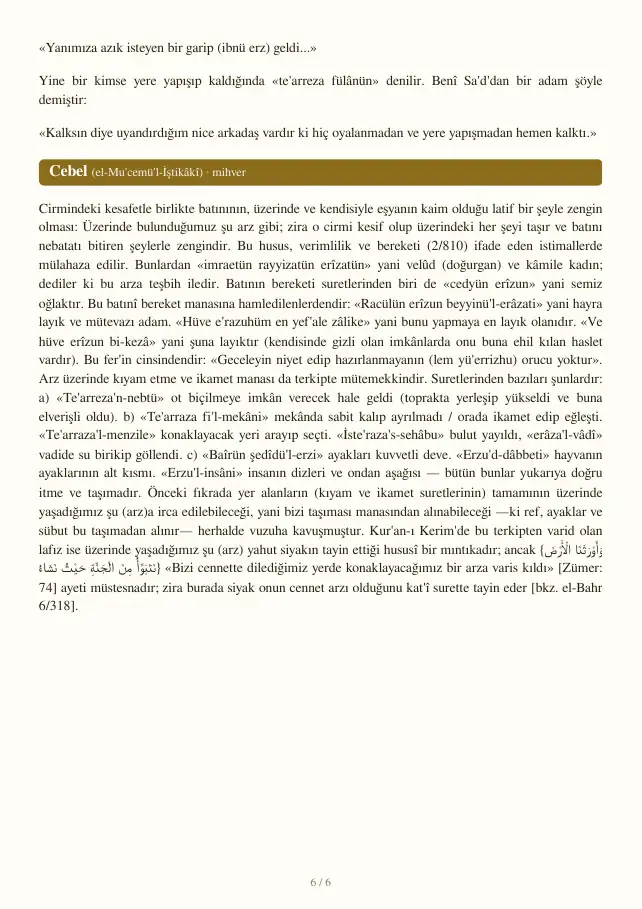 «Yanımıza azık isteyen bir garip (ibnü erz) geldi...»
Yine bir kimse yere yapışıp kaldığında «te'arreza fülânün» denilir. Benî Sa'd'dan bir adam şöyle
demiştir:
«Kalksın diye uyandırdığım nice arkadaş vardır ki hiç oyalanmadan ve yere yapışmadan hemen kalktı.»
Cebel (el-Mu'cemü'l-İştikâkî) · mihver
Cirmindeki kesafetle birlikte batınının, üzerinde ve kendisiyle eşyanın kaim olduğu latif bir şeyle zengin
olması: Üzerinde bulunduğumuz şu arz gibi; zira o cirmi kesif olup üzerindeki her şeyi taşır ve batını
nebatatı bitiren şeylerle zengindir. Bu husus, verimlilik ve bereketi (2/810) ifade eden istimallerde
mülahaza edilir. Bunlardan «imraetün rayyizatün erîzatün» yani velûd (doğurgan) ve kâmile kadın;
dediler ki bu arza teşbih iledir. Batının bereketi suretlerinden biri de «cedyün erîzun» yani semiz
oğlaktır. Bu batınî bereket manasına hamledilenlerdendir: «Racülün erîzun beyyinü'l-erâzati» yani hayra
layık ve mütevazı adam. «Hüve e'razuhüm en yef'ale zâlike» yani bunu yapmaya en layık olanıdır. «Ve
hüve erîzun bi-kezâ» yani şuna layıktır (kendisinde gizli olan imkânlarda onu buna ehil kılan haslet
vardır). Bu fer'in cinsindendir: «Geceleyin niyet edip hazırlanmayanın (lem yü'errizhu) orucu yoktur».
Arz üzerinde kıyam etme ve ikamet manası da terkipte mütemekkindir. Suretlerinden bazıları şunlardır:
a) «Te'arreza'n-nebtü» ot biçilmeye imkân verecek hale geldi (toprakta yerleşip yükseldi ve buna
elverişli oldu). b) «Te'arraza fi'l-mekâni» mekânda sabit kalıp ayrılmadı / orada ikamet edip eğleşti.
«Te'arraza'l-menzile» konaklayacak yeri arayıp seçti. «İste'raza's-sehâbu» bulut yayıldı, «erâza'l-vâdî»
vadide su birikip göllendi. c) «Baîrün şedîdü'l-erzi» ayakları kuvvetli deve. «Erzu'd-dâbbeti» hayvanın
ayaklarının alt kısmı. «Erzu'l-insâni» insanın dizleri ve ondan aşağısı — bütün bunlar yukarıya doğru
itme ve taşımadır. Önceki fıkrada yer alanların (kıyam ve ikamet suretlerinin) tamamının üzerinde
yaşadığımız şu (arz)a irca edilebileceği, yani bizi taşıması manasından alınabileceği —ki ref, ayaklar ve
sübut bu taşımadan alınır— herhalde vuzuha kavuşmuştur. Kur'an-ı Kerim'de bu terkipten varid olan
lafız ise üzerinde yaşadığımız şu (arz) yahut siyakın tayin ettiği hususî bir mıntıkadır; ancak {وَأَوْرَثَنَا الْأَرْضَ
نَتَبَوَّأُ مِنَ الْجَنَّةِ حَيْثُ نَشَاءُ} «Bizi cennette dilediğimiz yerde konaklayacağımız bir arza varis kıldı» [Zümer:
74] ayeti müstesnadır; zira burada siyak onun cennet arzı olduğunu kat'î surette tayin eder [bkz. el-Bahr
6/318].
6 / 6